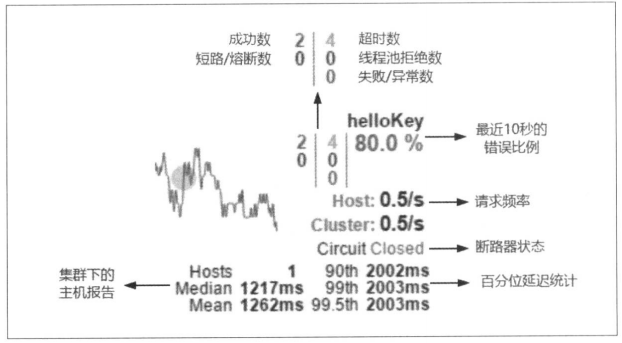 成功数 2 4 超时数
短路/熔断数 0 0 线程池拒绝数
0 失败/异常数
helloKey
2 4 80.0 %
0 0
0
最近10秒的
错误比例
Host: 0.5/s 请求频率
Cluster: 0.5/s
Circuit Closed 断路器状态
集群下的
主机报告
Hosts 1 90th 2002ms
Median 1217ms 99th 2003ms
Mean 1262ms 99.5th 2003ms
百分位延迟统计